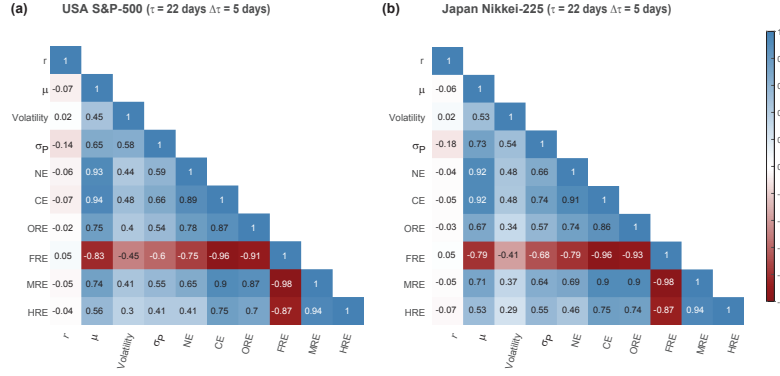 (a) USA S&P-500 (τ = 22 days Δτ = 5 days)
r 1
μ -0.07 1
Volatility 0.02 0.45 1
σP -0.14 0.65 0.58 1
NE -0.06 0.93 0.44 0.59 1
CE -0.07 0.94 0.48 0.66 0.89 1
ORE -0.02 0.75 0.4 0.54 0.78 0.87 1
FRE 0.05 -0.83 -0.45 -0.6 -0.75 -0.96 -0.91 1
MRE -0.05 0.74 0.41 0.55 0.65 0.9 0.87 -0.98 1
HRE -0.04 0.56 0.3 0.41 0.41 0.75 0.7 -0.87 0.94 1
r μ Volatility σP NE CE ORE FRE MRE HRE
(b) Japan Nikkei-225 (τ = 22 days Δτ = 5 days)
r 1
μ -0.06 1
Volatility 0.02 0.53 1
σP -0.18 0.73 0.54 1
NE -0.04 0.92 0.48 0.66 1
CE -0.05 0.92 0.48 0.74 0.91 1
ORE -0.03 0.67 0.34 0.57 0.74 0.86 1
FRE 0.05 -0.79 -0.41 -0.68 -0.79 -0.96 -0.93 1
MRE -0.05 0.71 0.37 0.64 0.69 0.9 0.9 -0.98 1
HRE -0.07 0.53 0.29 0.55 0.46 0.75 0.74 -0.87 0.94 1
r μ Volatility σP NE CE ORE FRE MRE HRE